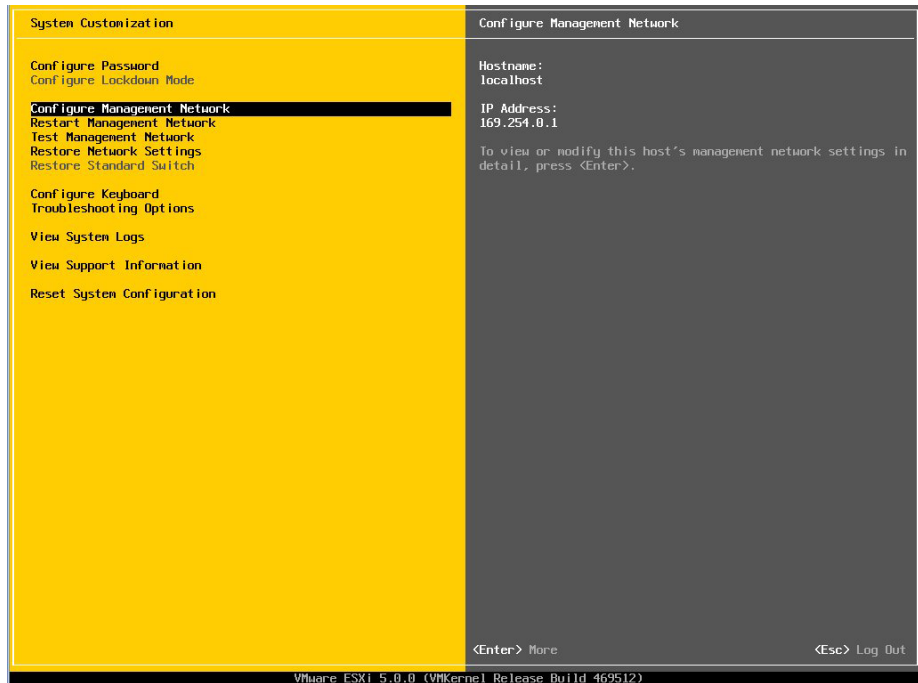 System Customization
Configure Password
Configure Lockdown Mode
Configure Management Network
Restart Management Network
Test Management Network
Restore Network Settings
Restore Standard Switch
Configure Keyboard
Troubleshooting Options
View System Logs
View Support Information
Reset System Configuration
Configure Management Network
Hostname:
localhost
IP Address:
169.254.0.1
To view or modify this host's management network settings in
detail, press <Enter>.
<Enter> More
<Esc> Log Out
VMware ESXi 5.0.0 (VMKernel Release Build 469512)